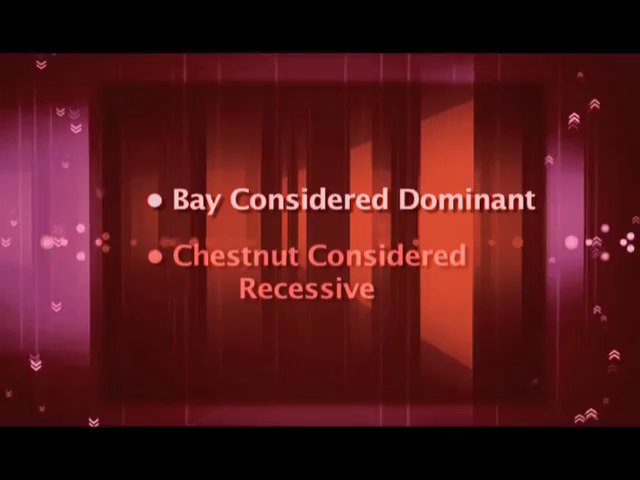 • Bay Considered Dominant
• Chestnut Considered
Recessive